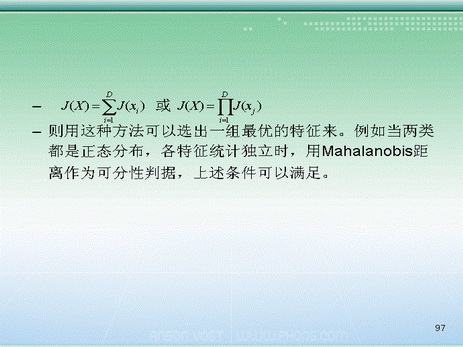 – J(X)=∑_{i=1}^{D}J(x_i) 或 J(X)=∏_{i=1}^{D}J(x_j)
– 则用这种方法可以选出一组最优的特征来。例如当两类
都是正态分布，各特征统计独立时，用Mahalanobis距
离作为可分性判据，上述条件可以满足。
97